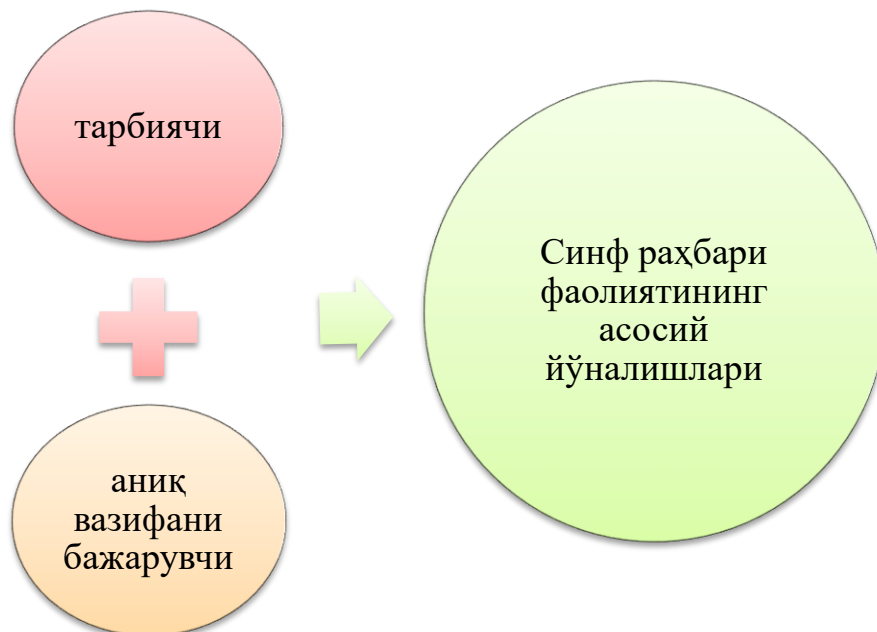 тарбиячи
аниқ
вазифани
бажарувчи
Синф раҳбари
фаолиятининг
асосий
йўналишлари